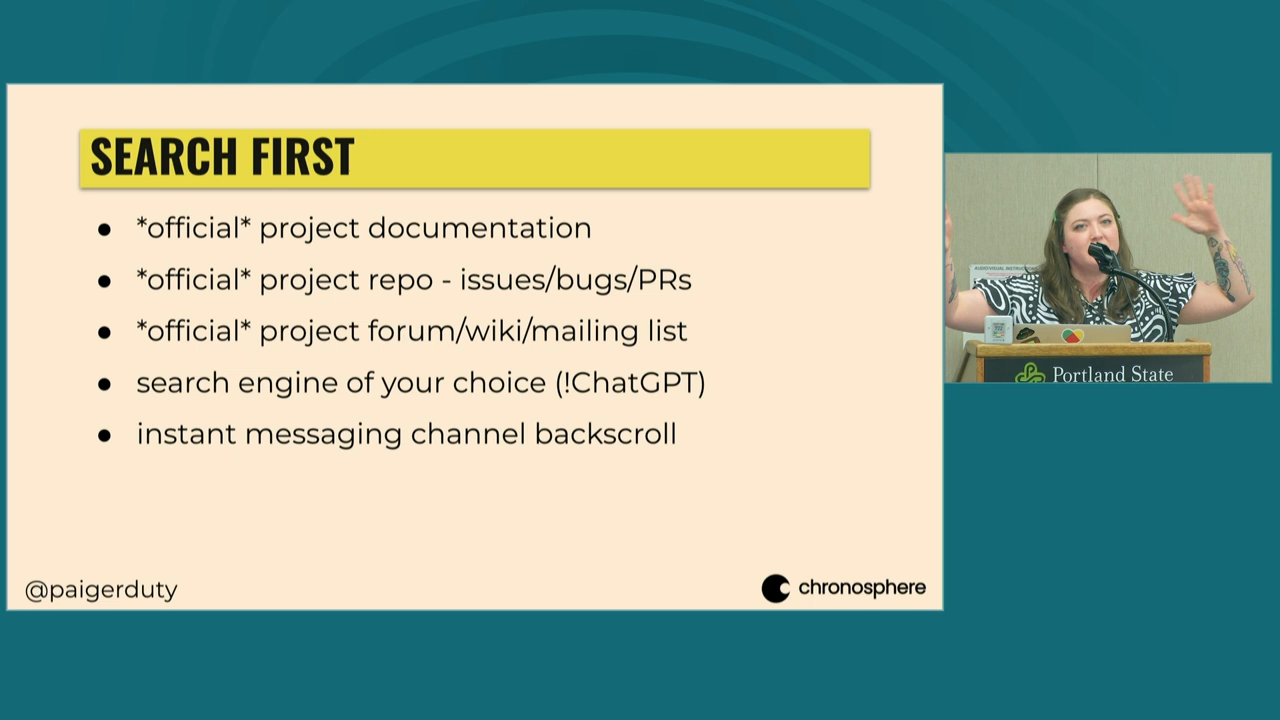 SEARCH FIRST
*official* project documentation
*official* project repo - issues/bugs/PRs
*official* project forum/wiki/mailing list
search engine of your choice (!ChatGPT)
instant messaging channel backscroll
@paigerduty
chronosphere
Portland State